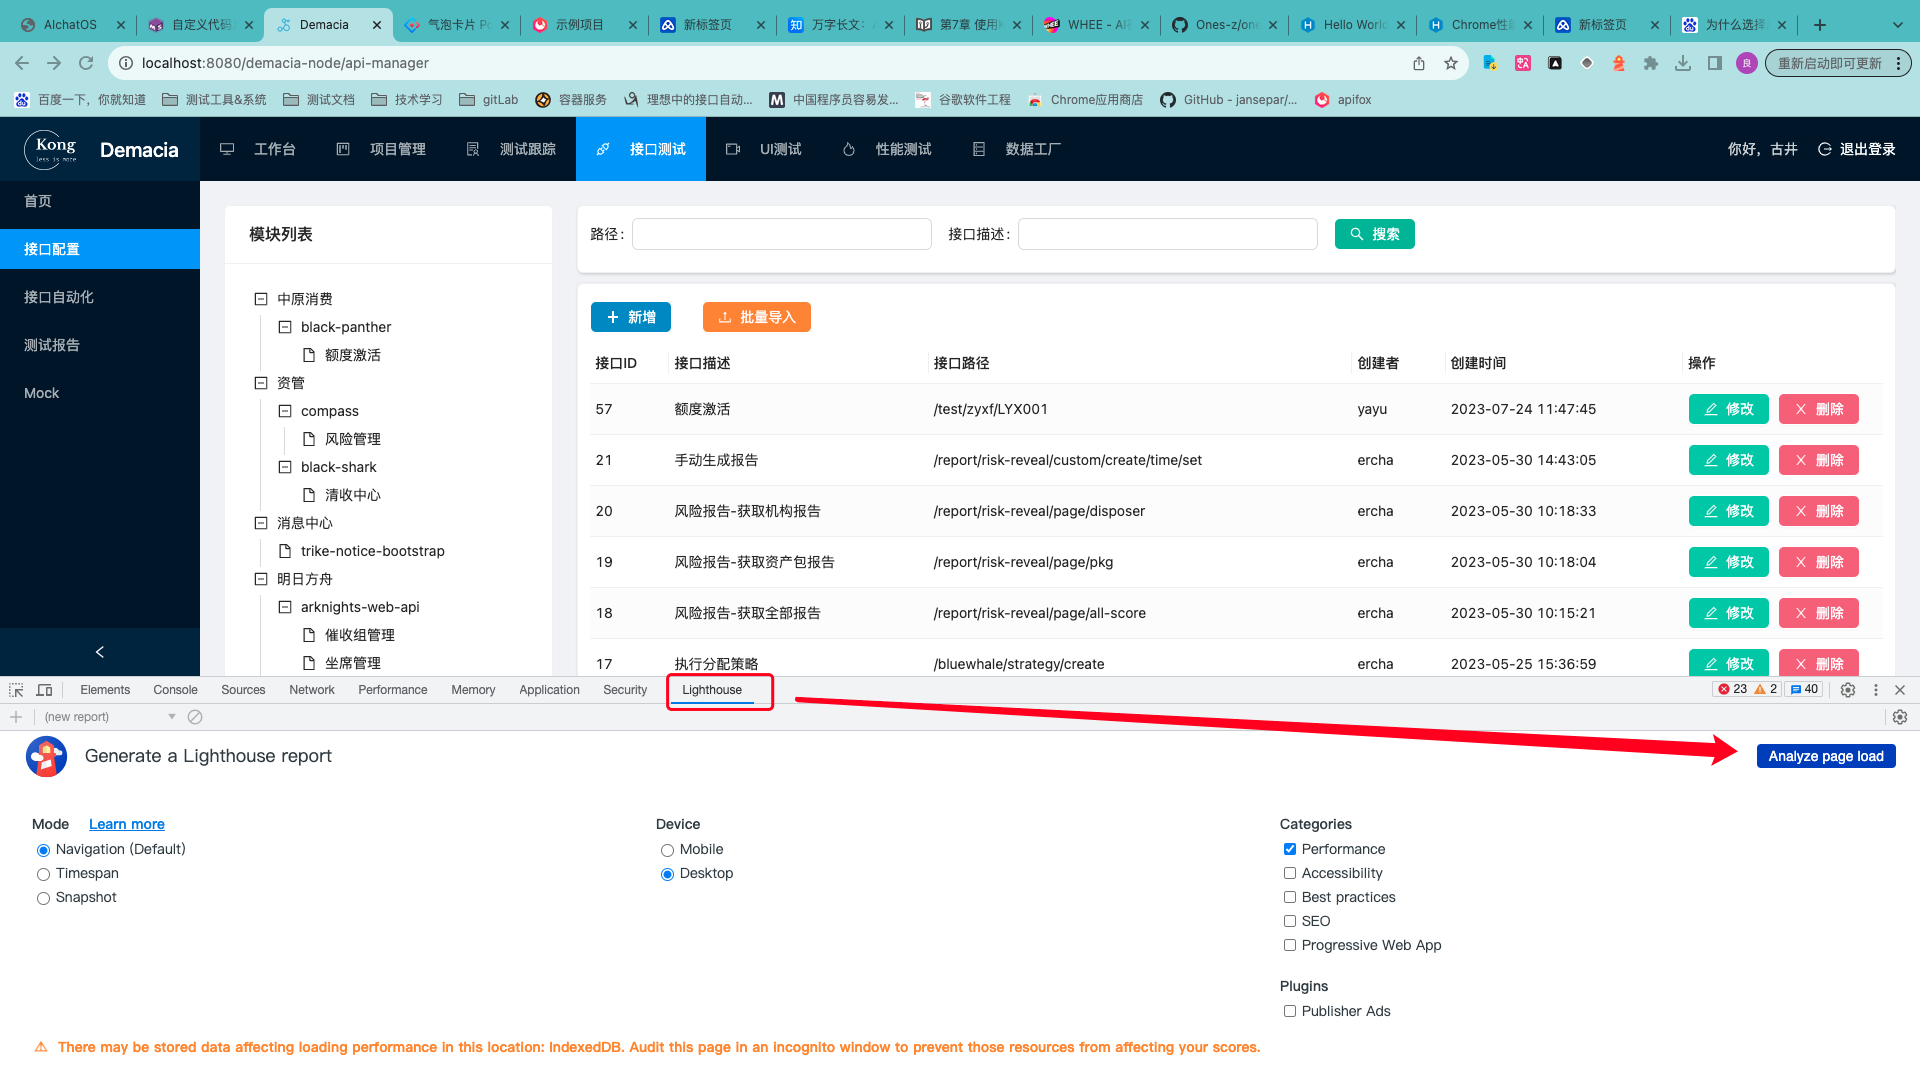 AIchatOS
自定义代码
Demacia
气泡卡片 Po
示例项目
新标签页
万字长文：
第7章 使用
WHEE - AI
Ones-z/one
Hello World
Chrome性能
新标签页
为什么选择
localhost:8080/demacia-node/api-manager
良
重新启动即可更新
百度一下，你就知道
测试工具&系统
测试文档
技术学习
gitLab
容器服务
理想中的接口自动...
中国程序员容易发...
谷歌软件工程
Chrome应用商店
GitHub - jansepar/...
apifox
Kong
less is more
Demacia
工作台
项目管理
测试跟踪
接口测试
UI测试
性能测试
数据工厂
你好，古井
退出登录
首页
接口配置
接口自动化
测试报告
Mock
模块列表
中原消费
black-panther
额度激活
资管
compass
风险管理
black-shark
清收中心
消息中心
trike-notice-bootstrap
明日方舟
arknights-web-api
催收组管理
坐席管理
路径:
接口描述:
搜索
新增
批量导入
接口ID 接口描述 接口路径 创建者 创建时间 操作
57 额度激活 /test/zyxf/LYX001 yayu 2023-07-24 11:47:45 修改 删除
21 手动生成报告 /report/risk-reveal/custom/create/time/set ercha 2023-05-30 14:43:05 修改 删除
20 风险报告-获取机构报告 /report/risk-reveal/page/disposer ercha 2023-05-30 10:18:33 修改 删除
19 风险报告-获取资产包报告 /report/risk-reveal/page/pkg ercha 2023-05-30 10:18:04 修改 删除
18 风险报告-获取全部报告 /report/risk-reveal/page/all-score ercha 2023-05-30 10:15:21 修改 删除
17 执行分配策略 /bluewhale/strategy/create ercha 2023-05-25 15:36:59 修改 删除
Elements Console Sources Network Performance Memory Application Security Lighthouse
23 2 40
(new report)
Generate a Lighthouse report
Analyze page load
Mode Learn more
Navigation (Default)
Timespan
Snapshot
Device
Mobile
Desktop
Categories
Performance
Accessibility
Best practices
SEO
Progressive Web App
Plugins
Publisher Ads
There may be stored data affecting loading performance in this location: IndexedDB. Audit this page in an incognito window to prevent those resources from affecting your scores.